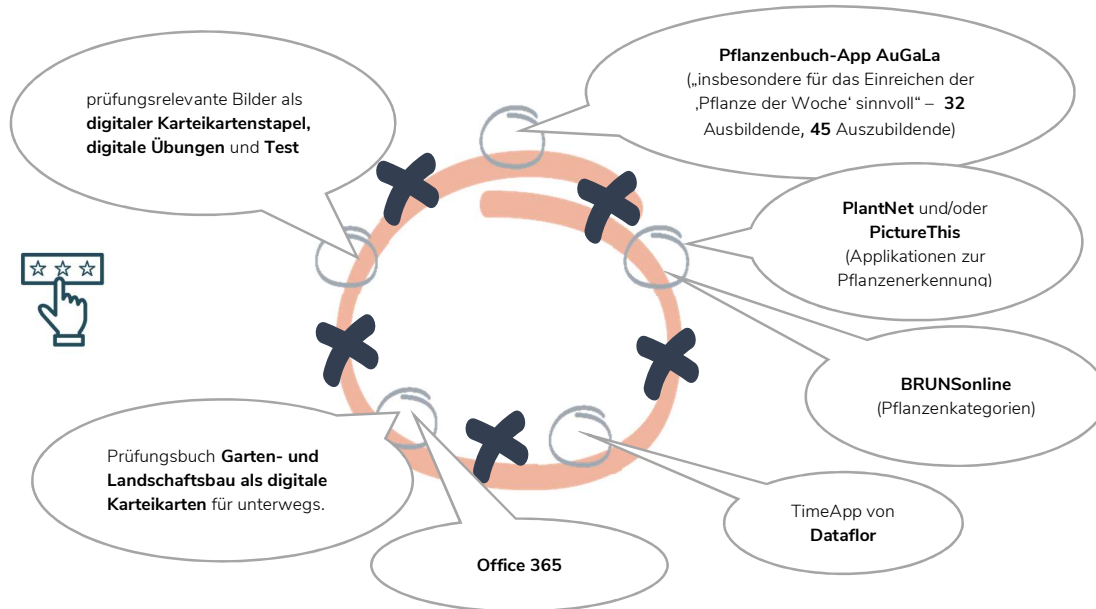 Pflanzenbuch-App AuGaLa
(„insbesondere für das Einreichen der
‚Pflanze der Woche‘ sinnvoll“ – 32
Ausbildende, 45 Auszubildende)
prüfungsrelevante Bilder als
digitaler Karteikartenstapel,
digitale Übungen und Test
PlantNet und/oder
PictureThis
(Applikationen zur
Pflanzenerkennung)
BRUNSonline
(Pflanzenkategorien)
Prüfungsbuch Garten- und
Landschaftsbau als digitale
Karteikarten für unterwegs.
TimeApp von
Dataflor
Office 365